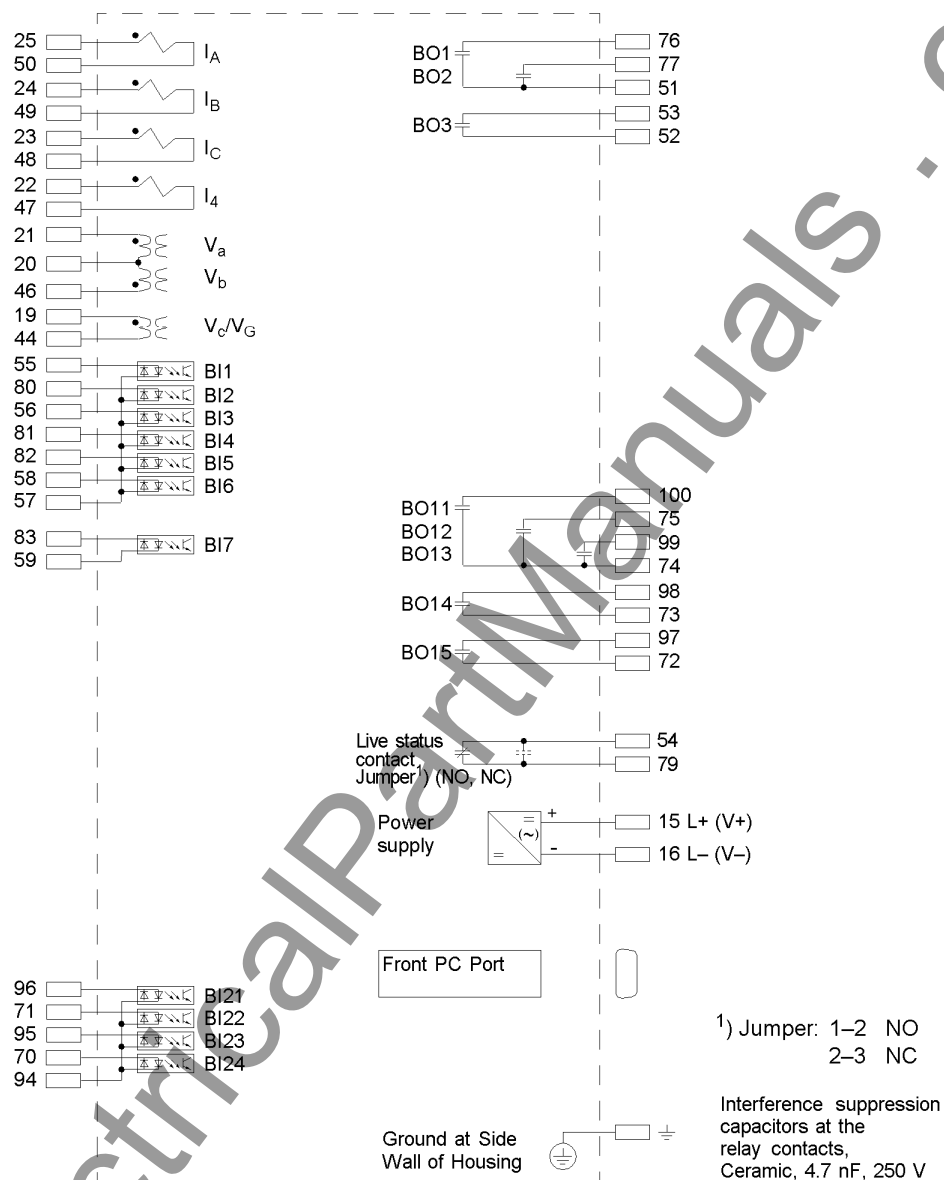 25
50
I_A
24
49
I_B
23
48
I_C
22
47
I_4
21
20
46
V_a
V_b
19
44
V_c/V_G
55 BI1
80 BI2
56 BI3
81 BI4
82 BI5
58 BI6
57
83 BI7
59
96 BI21
71 BI22
95 BI23
70 BI24
94
BO1 76
BO2 77
51
BO3 53
52
BO11 100
BO12 75
BO13 99
74
BO14 98
73
BO15 97
72
Live status
contact
Jumper¹) (NO, NC)
54
79
Power
supply
=
(~)
=
+
-
15 L+ (V+)
16 L– (V–)
Front PC Port
Ground at Side
Wall of Housing
¹) Jumper: 1–2 NO
2–3 NC
Interference suppression
capacitors at the
relay contacts,
Ceramic, 4.7 nF, 250 V
ctricalPartManuals .